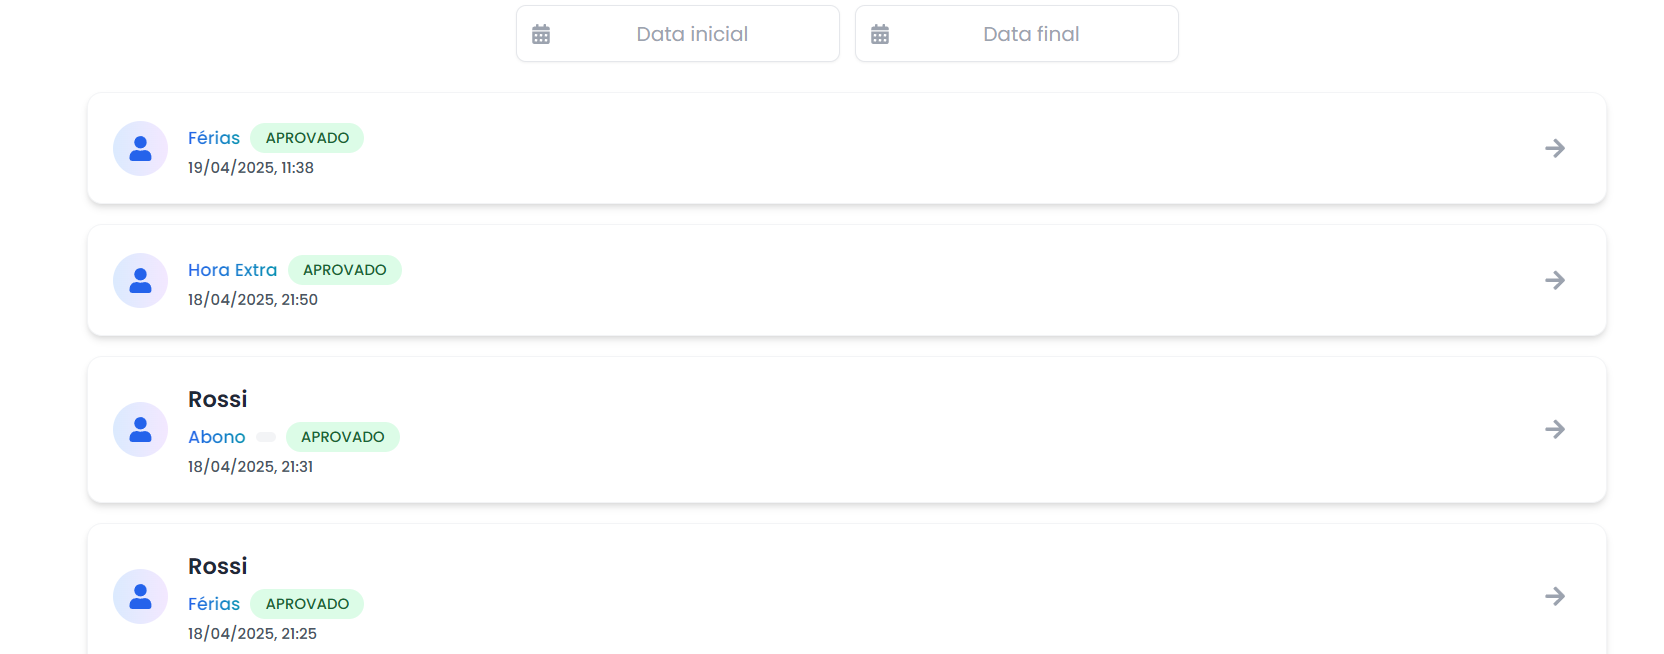 Data inicial Data final
Férias APROVADO
19/04/2025, 11:38
Hora Extra APROVADO
18/04/2025, 21:50
Rossi
Abono APROVADO
18/04/2025, 21:31
Rossi
Férias APROVADO
18/04/2025, 21:25